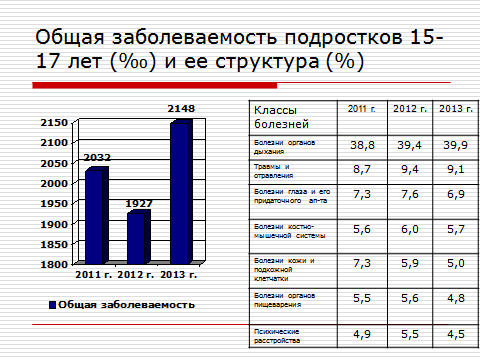 Общая заболеваемость подростков 15-
17 лет (‰) и ее структура (%)
2150
2100
2050
2000
1950
1900
1850
1800
2032
1927
2148
2011 г. 2012 г. 2013 г.
Общая заболеваемость
Классы
болезней
2011 г. 2012 г. 2013 г.
Болезни органов
дыхания
38,8 39,4 39,9
Травмы и
отравления
8,7 9,4 9,1
Болезни глаза и его
придаточного ап-та
7,3 7,6 6,9
Болезни костно-
мышечной системы
5,6 6,0 5,7
Болезни кожи и
подкожной
клетчатки
7,3 5,9 5,0
Болезни органов
пищеварения
5,5 5,6 4,8
Психические
расстройства
4,9 5,5 4,5